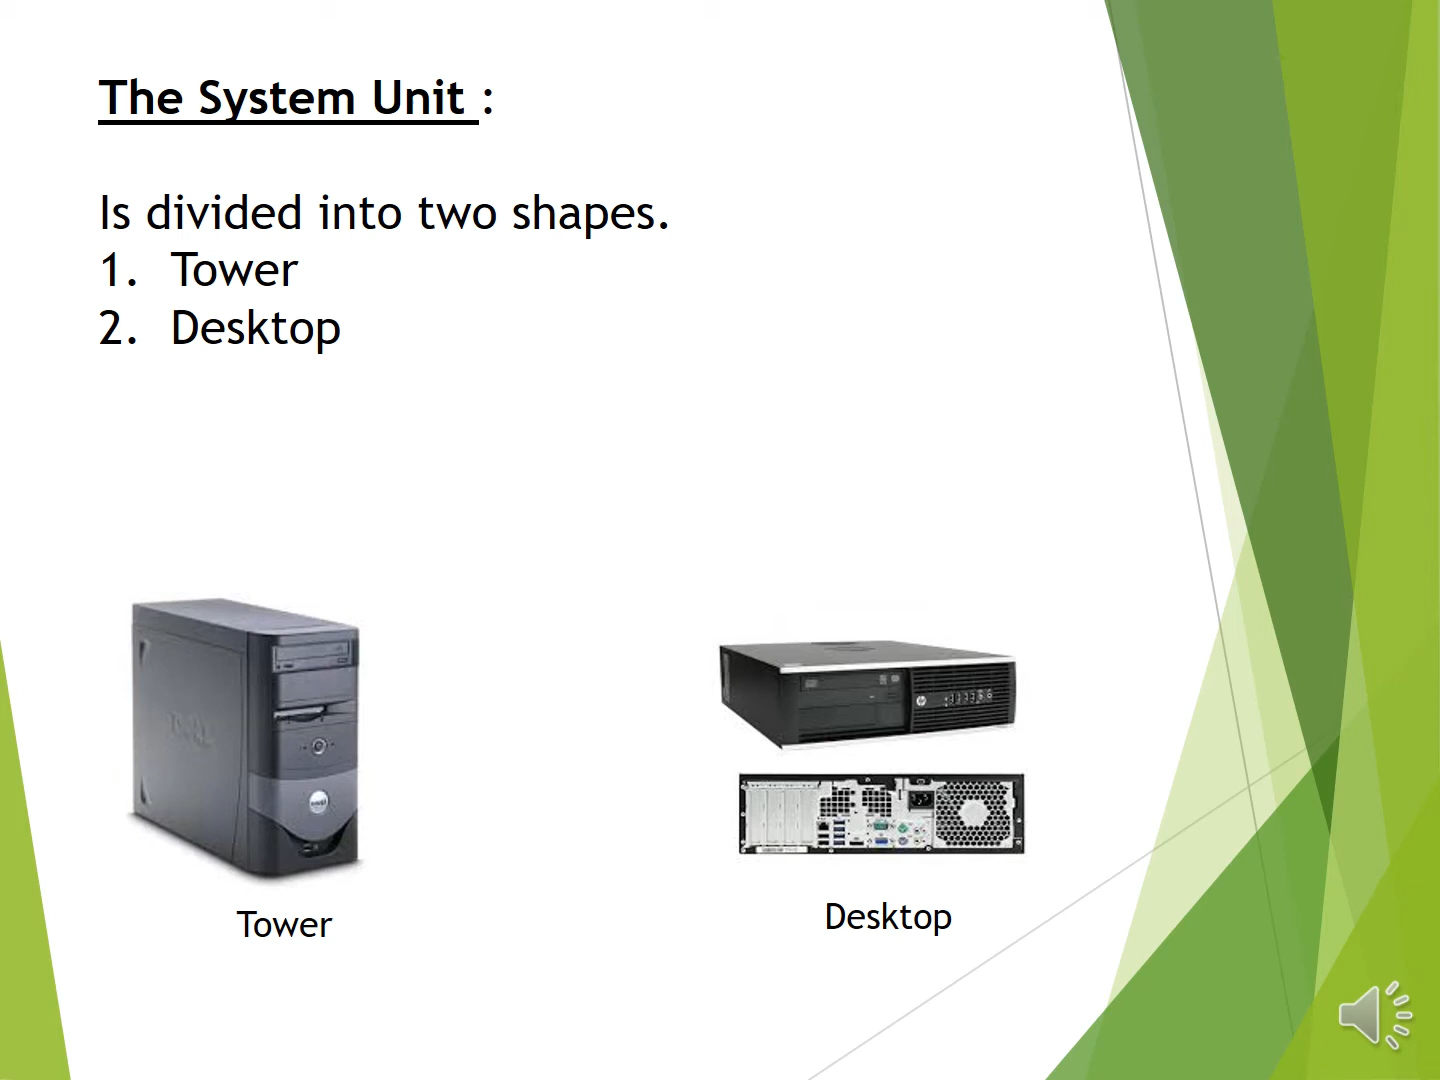 The System Unit :
Is divided into two shapes.
1. Tower
2. Desktop
Tower
Desktop